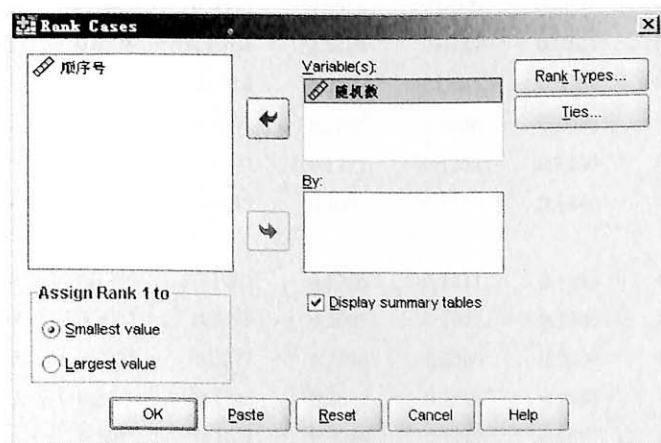 Rank Cases
顺序号
Variable(s):
随机数
Rank Types...
Ties...
By:
Assign Rank 1 to
Smallest value
Largest value
Display summary tables
OK
Paste
Reset
Cancel
Help